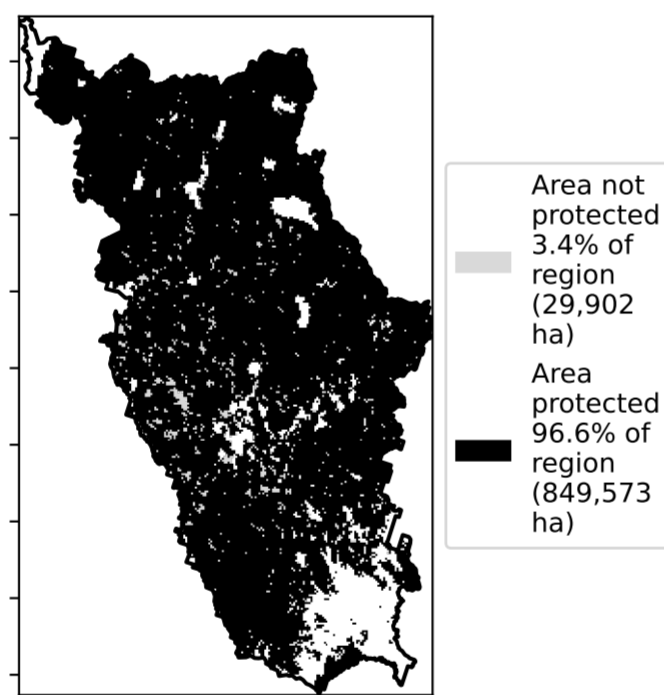 Area not
protected
3.4% of
region
(29,902
ha)
Area
protected
96.6% of
region
(849,573
ha)